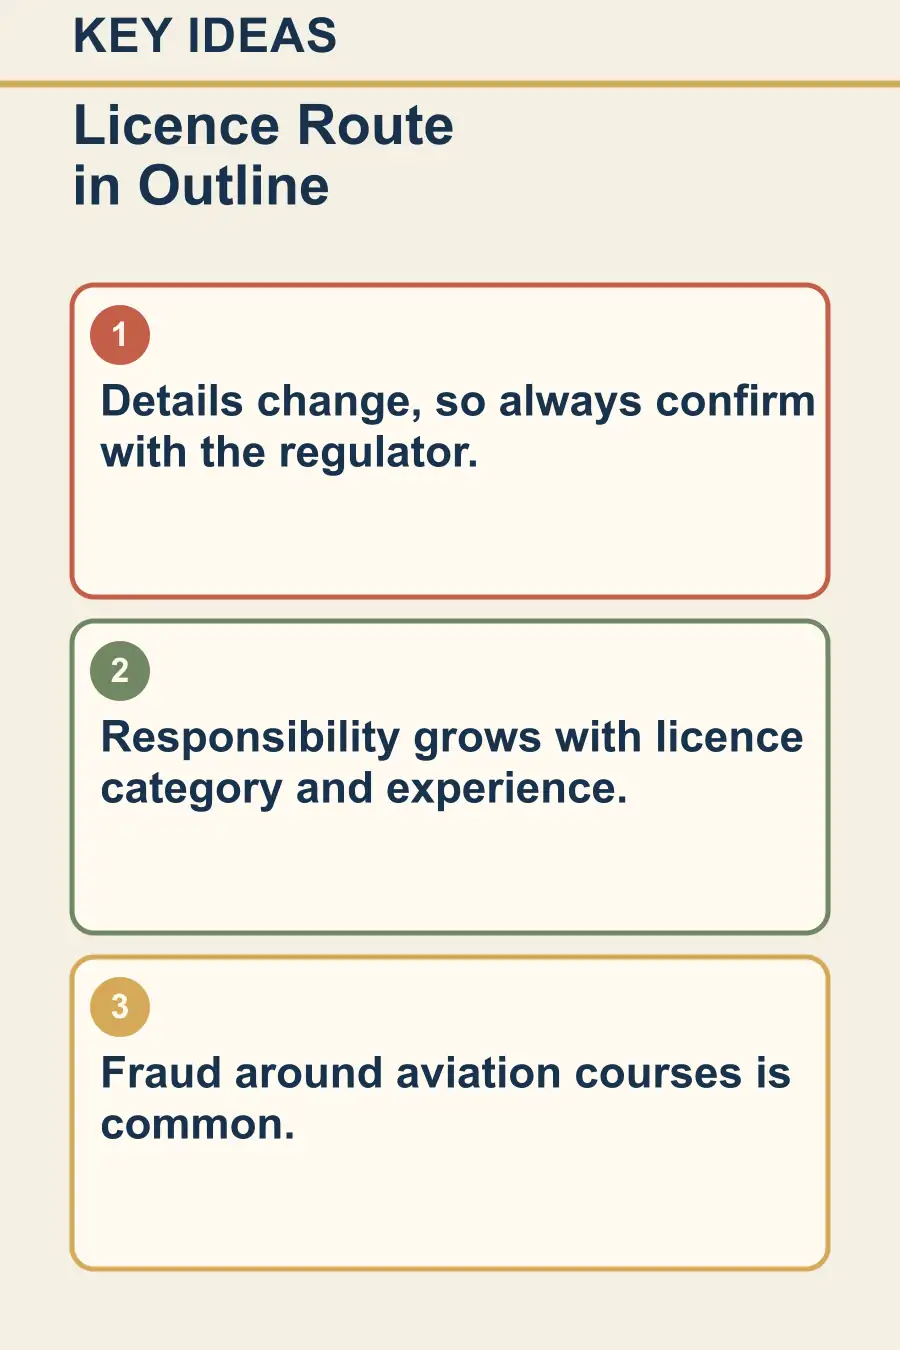 KEY IDEAS
Licence Route
in Outline
1
Details change, so always confirm
with the regulator.
2
Responsibility grows with licence
category and experience.
3
Fraud around aviation courses is
common.